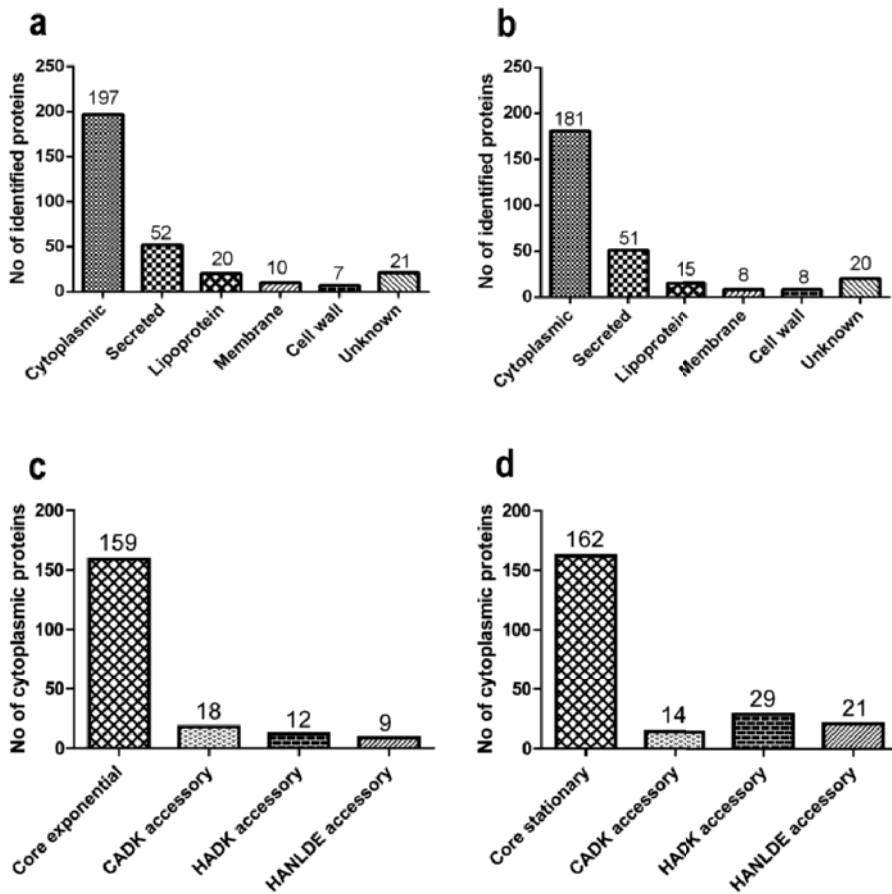 a
No of identified proteins
250
200
150
100
50
0
197
52
20
10
7
21
Cytoplasmic
Secreted
Lipoprotein
Membrane
Cell wall
Unknown
b
No of identified proteins
250
200
150
100
50
0
181
51
15
8
8
20
Cytoplasmic
Secreted
Lipoprotein
Membrane
Cell wall
Unknown
c
No of cytoplasmic proteins
200
150
100
50
0
159
18
12
9
Core exponential
CADK accessory
HADK accessory
HANLDE accessory
d
No of cytoplasmic proteins
200
150
100
50
0
162
14
29
21
Core stationary
CADK accessory
HADK accessory
HANLDE accessory